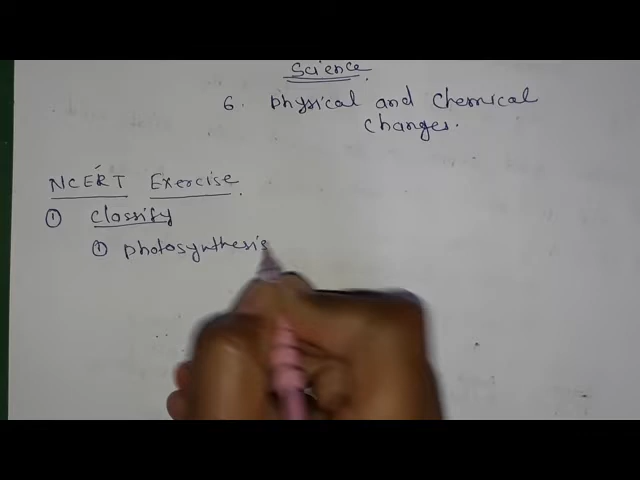 Science.
6. Physical and Chemical
Changes.
NCERT Exercise.
① Classify
① photosynthesis